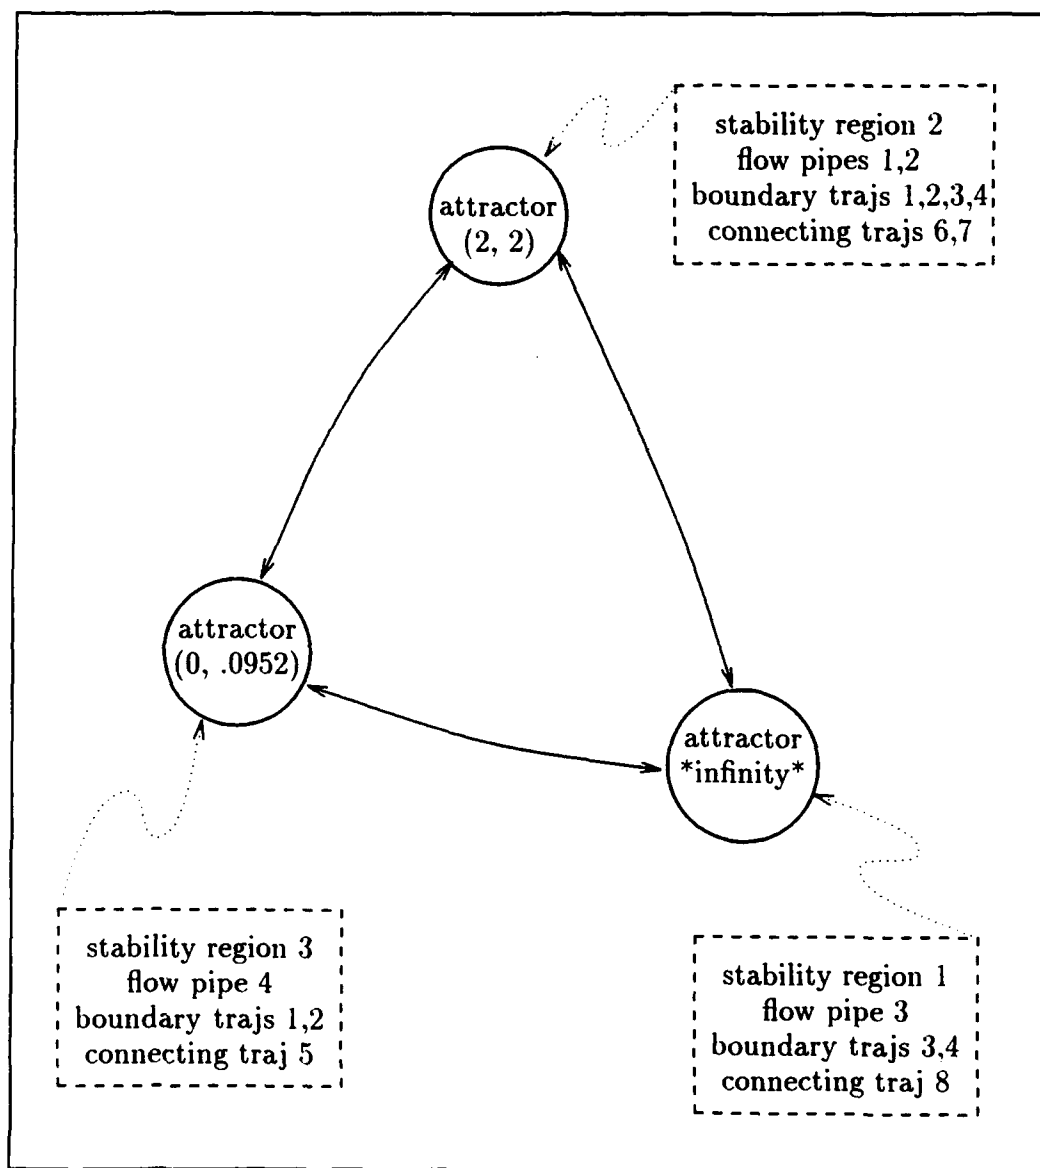 stability region 2
flow pipes 1,2
boundary trajs 1,2,3,4
connecting trajs 6,7
attractor
(2, 2)
attractor
(0, .0952)
attractor
*infinity*
stability region 3
flow pipe 4
boundary trajs 1,2
connecting traj 5
stability region 1
flow pipe 3
boundary trajs 3,4
connecting traj 8